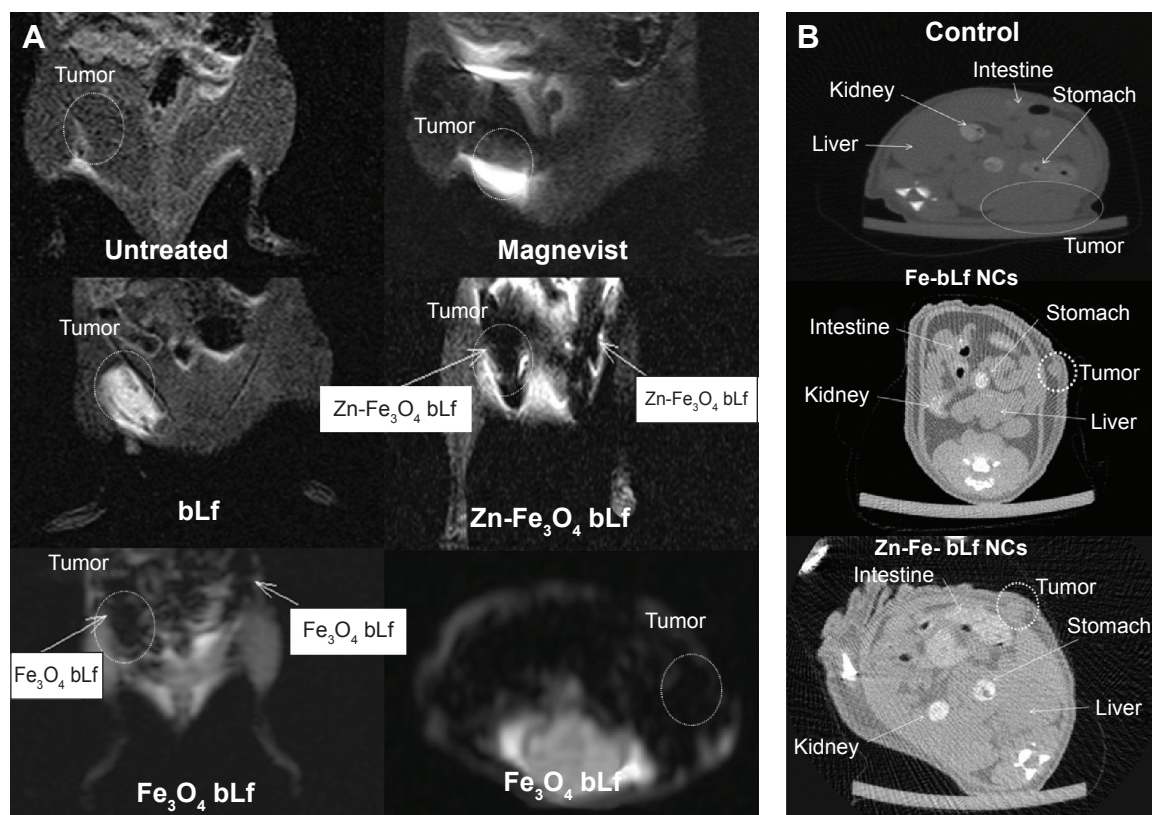 A
Tumor
Untreated
Tumor
Magnevist
Tumor
bLf
Tumor
Zn-Fe₃O₄ bLf
Zn-Fe₃O₄ bLf
Zn-Fe₃O₄ bLf
Tumor
Fe₃O₄ bLf
Fe₃O₄ bLf
Fe₃O₄ bLf
Tumor
Fe₃O₄ bLf
B
Control
Intestine
Kidney
Stomach
Liver
Tumor
Fe-bLf NCs
Stomach
Intestine
Tumor
Kidney
Liver
Zn-Fe- bLf NCs
Intestine
Tumor
Stomach
Liver
Kidney